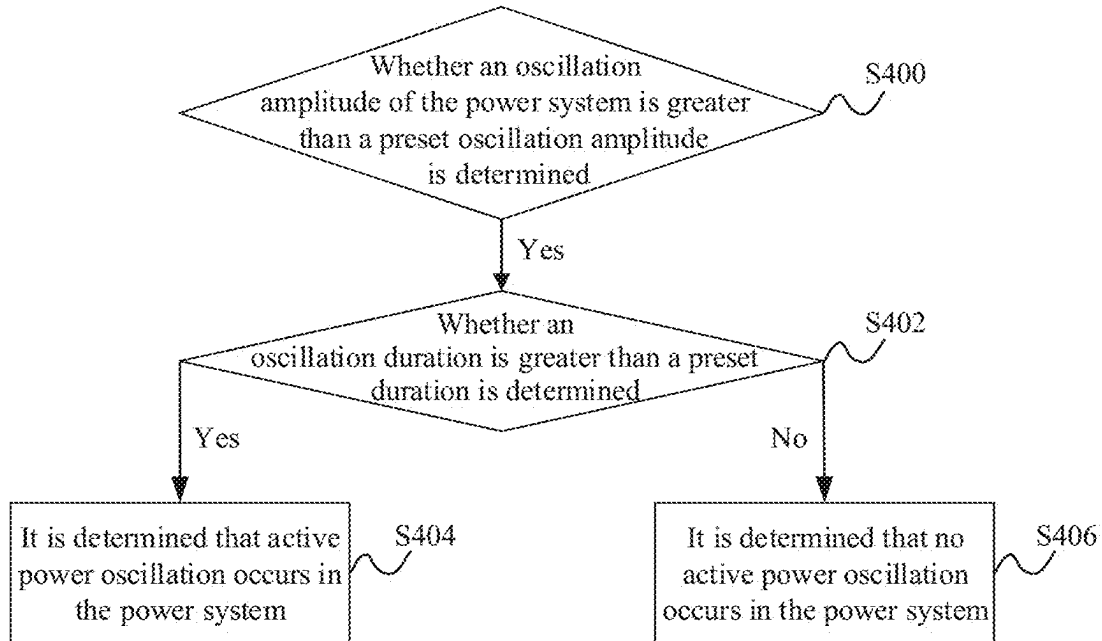 Whether an oscillation
amplitude of the power system is greater
than a preset oscillation amplitude
is determined
S400
Yes
Whether an
oscillation duration is greater than a preset
duration is determined
S402
Yes
No
It is determined that active
power oscillation occurs in
the power system
S404
It is determined that no
active power oscillation
occurs in the power system
S406